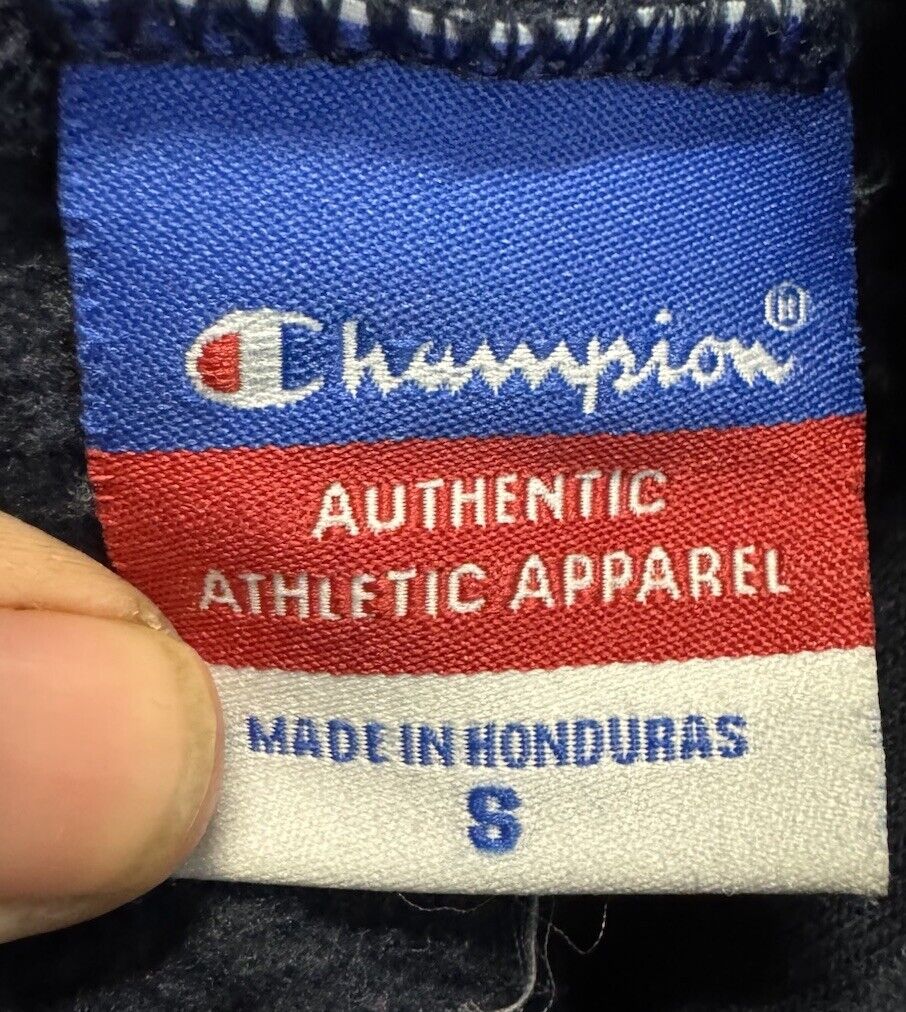 Champion®
AUTHENTIC
ATHLETIC APPAREL
MADE IN HONDURAS
S